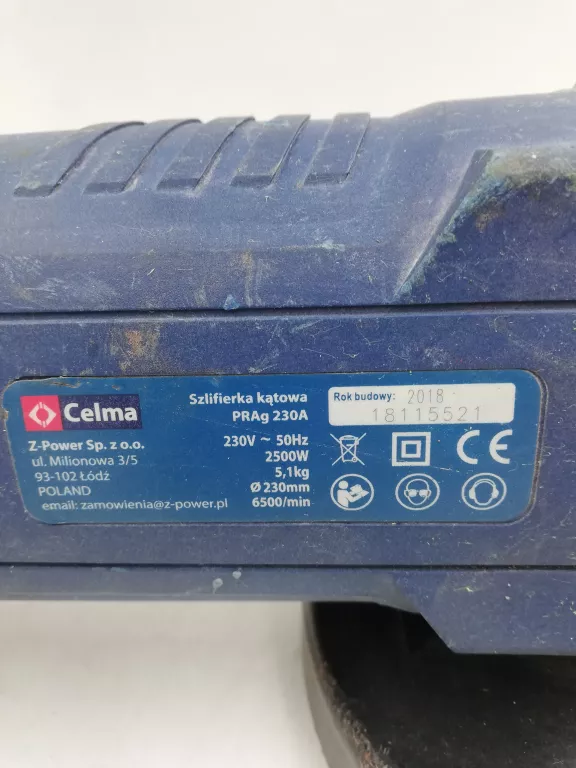 Celma
Z-Power Sp. z o.o.
ul. Milionowa 3/5
93-102 Łódź
POLAND
email: zamowienia@z-power.pl
Szlifierka kątowa
PRAg 230A
230V ~ 50Hz
2500W
5,1kg
Ø 230mm
6500/min
Rok budowy: 2018
18115521
CE